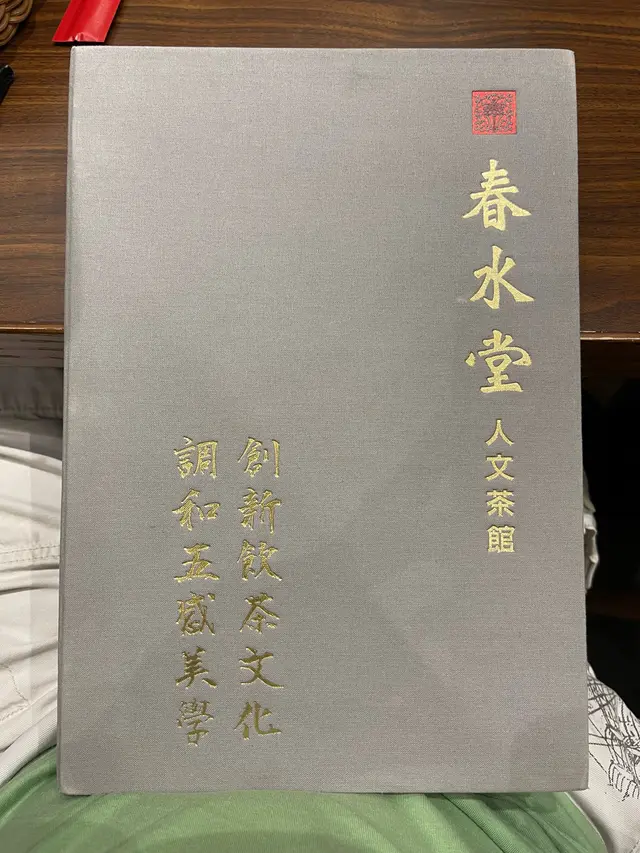 春水堂
人文茶館
創新飲茶文化
調和五感美學